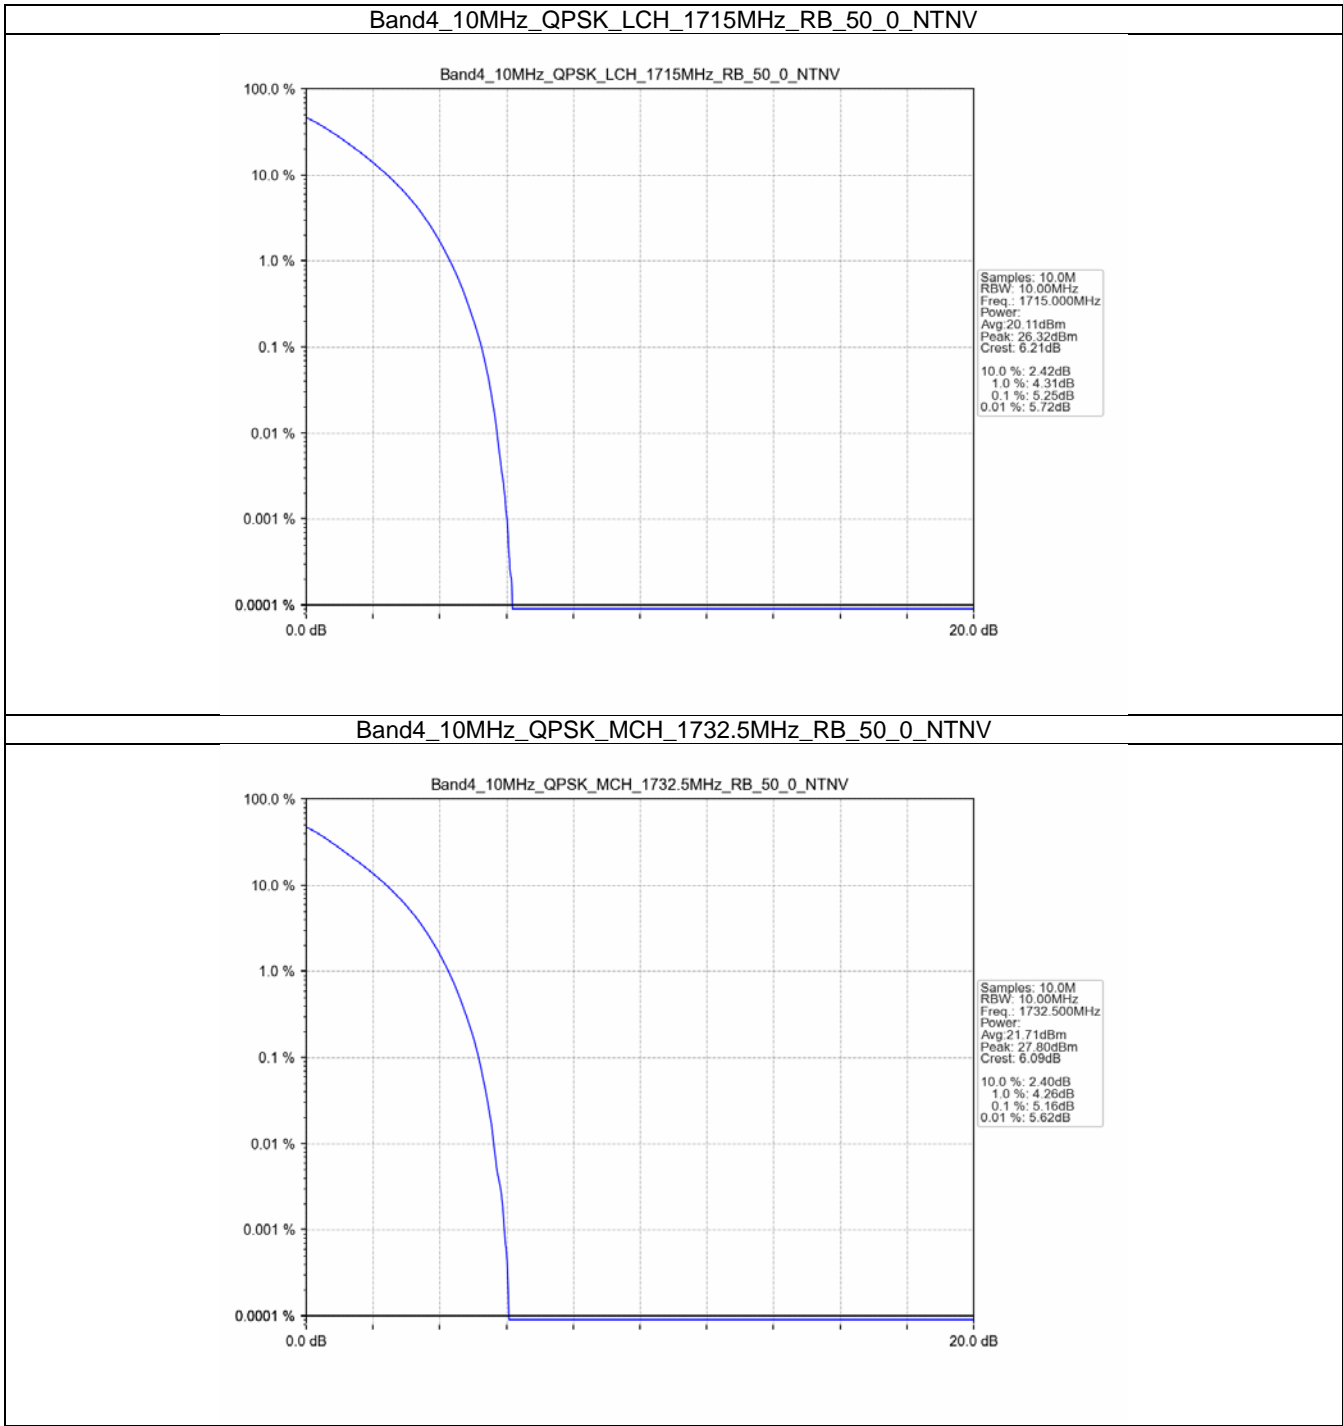 Band4_10MHz_QPSK_LCH_1715MHz_RB_50_0_NTNV
Band4_10MHz_QPSK_LCH_1715MHz_RB_50_0_NTNV
100.0 %
10.0 %
1.0 %
0.1 %
0.01 %
0.001 %
0.0001 %
0.0 dB
20.0 dB
Samples: 10.0M
RBW: 10.00MHz
Freq.: 1715.000MHz
Power:
Avg:20.11dBm
Peak: 26.32dBm
Crest: 6.21dB
10.0 %: 2.42dB
1.0 %: 4.31dB
0.1 %: 5.25dB
0.01 %: 5.72dB
Band4_10MHz_QPSK_MCH_1732.5MHz_RB_50_0_NTNV
Band4_10MHz_QPSK_MCH_1732.5MHz_RB_50_0_NTNV
100.0 %
10.0 %
1.0 %
0.1 %
0.01 %
0.001 %
0.0001 %
0.0 dB
20.0 dB
Samples: 10.0M
RBW: 10.00MHz
Freq.: 1732.500MHz
Power:
Avg:21.71dBm
Peak: 27.80dBm
Crest: 6.09dB
10.0 %: 2.40dB
1.0 %: 4.26dB
0.1 %: 5.16dB
0.01 %: 5.62dB